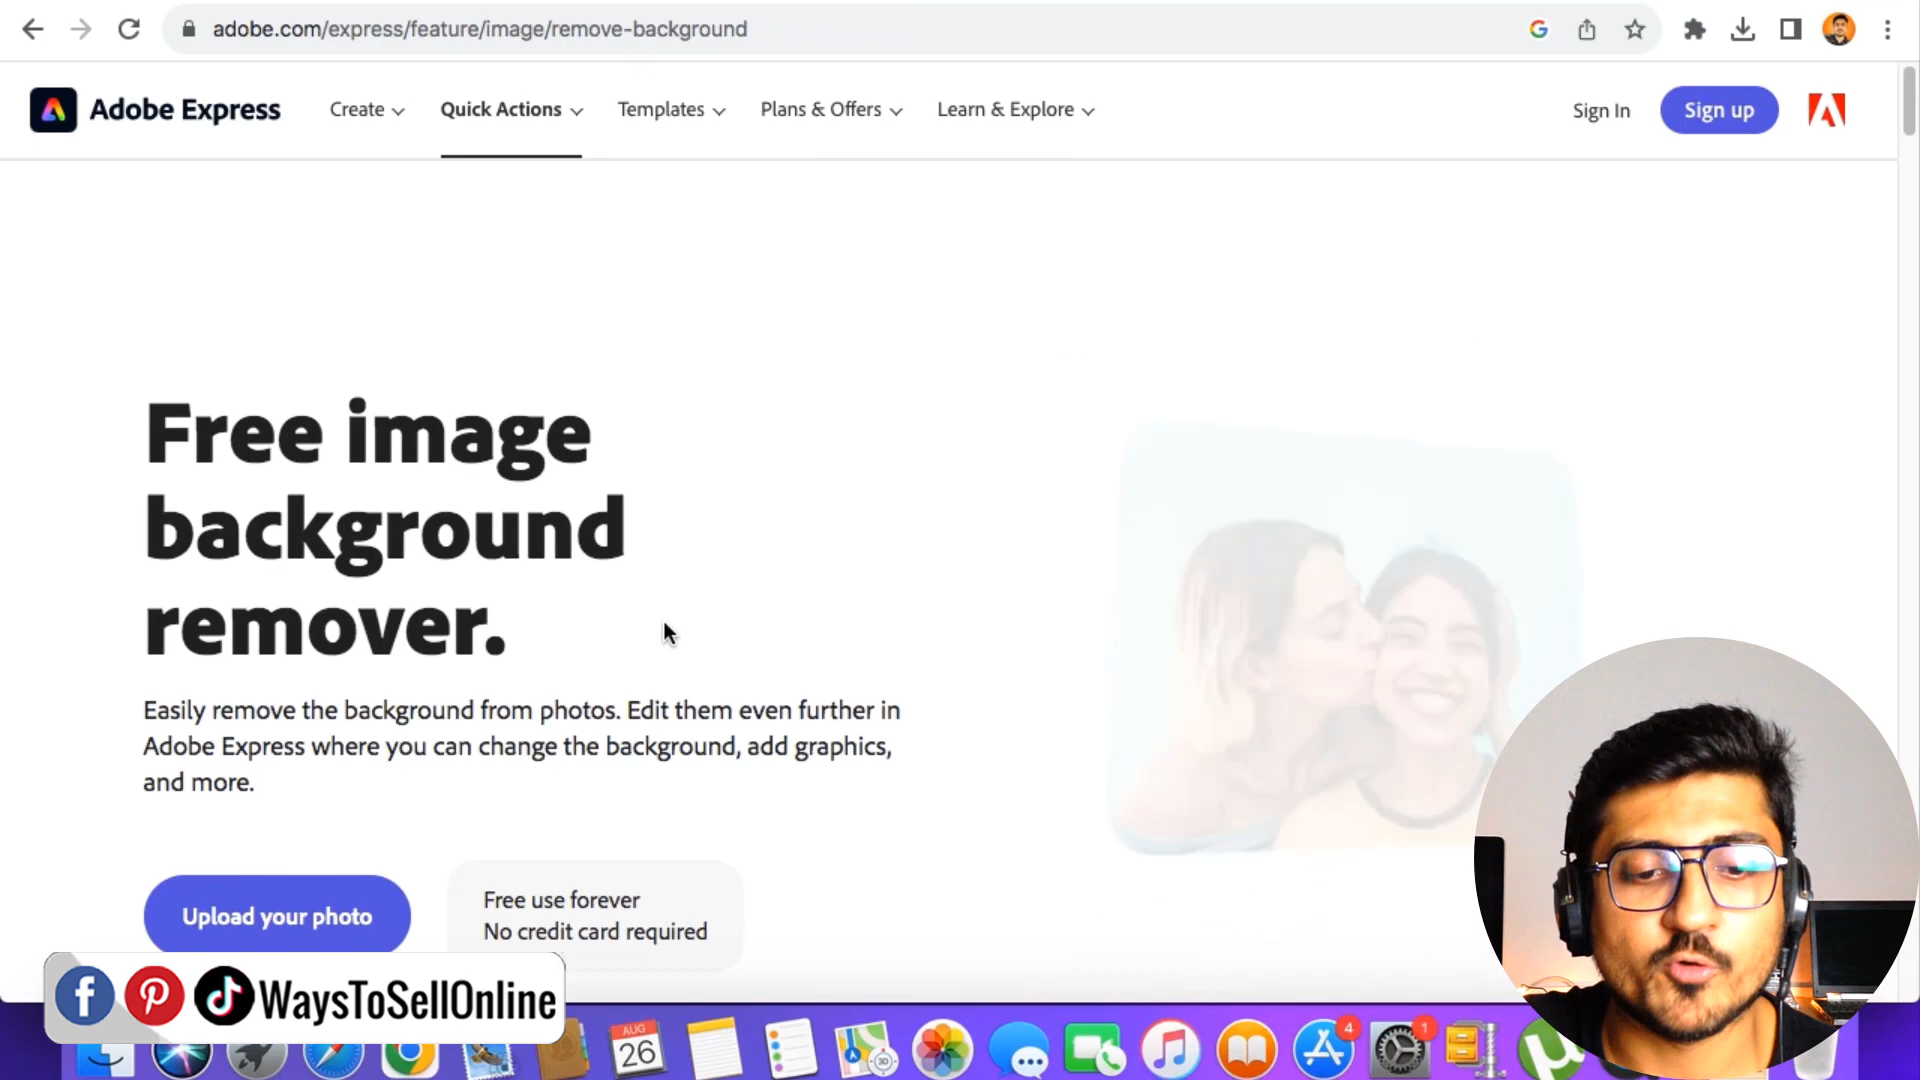 adobe.com/express/feature/image/remove-background
Adobe Express
Create
Quick Actions
Templates
Plans & Offers
Learn & Explore
Sign In
Sign up
Free image
background
remover.
Easily remove the background from photos. Edit them even further in
Adobe Express where you can change the background, add graphics,
and more.
Upload your photo
Free use forever
No credit card required
WaysToSellOnline
AUG
26
3D
4
1